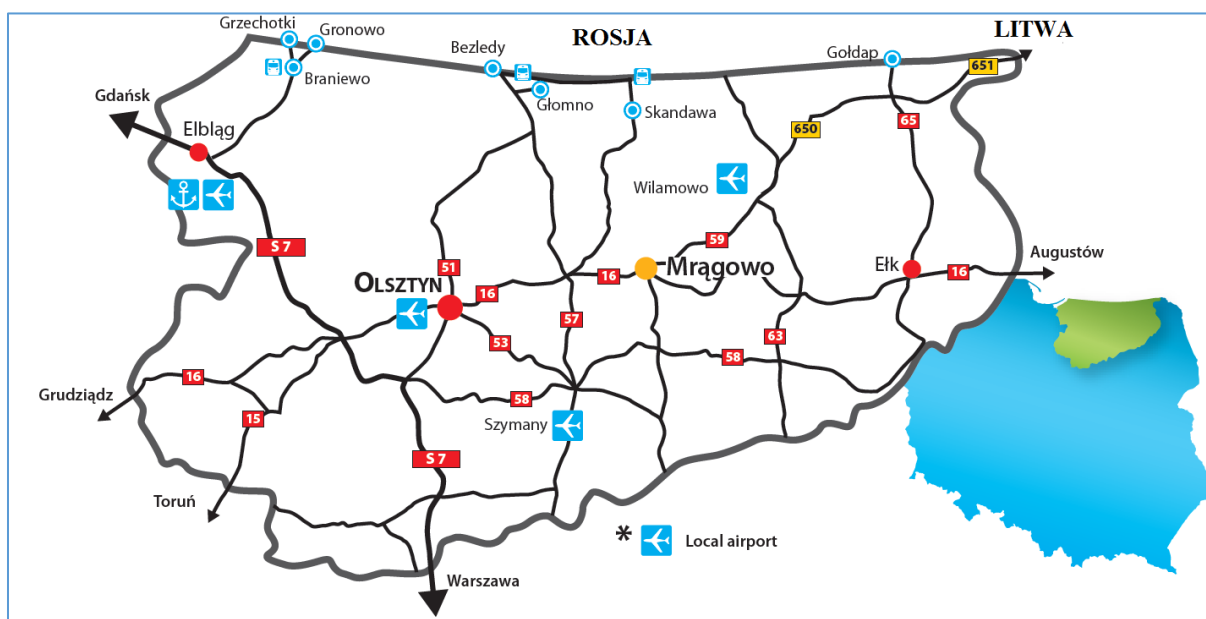 Grzechotki
Gronowo
ROSJA
LITWA
Bezledy
Gołdap
651
Braniewo
Gdańsk
Głomno
Skandawa
65
650
Elbląg
Wilamowo
S 7
59
51
Augustów
OLSZTYN
16
16
Mrągowo
Ełk
16
57
53
63
58
16
Grudziądz
58
15
Szymany
S 7
Toruń
* Local airport
Warszawa